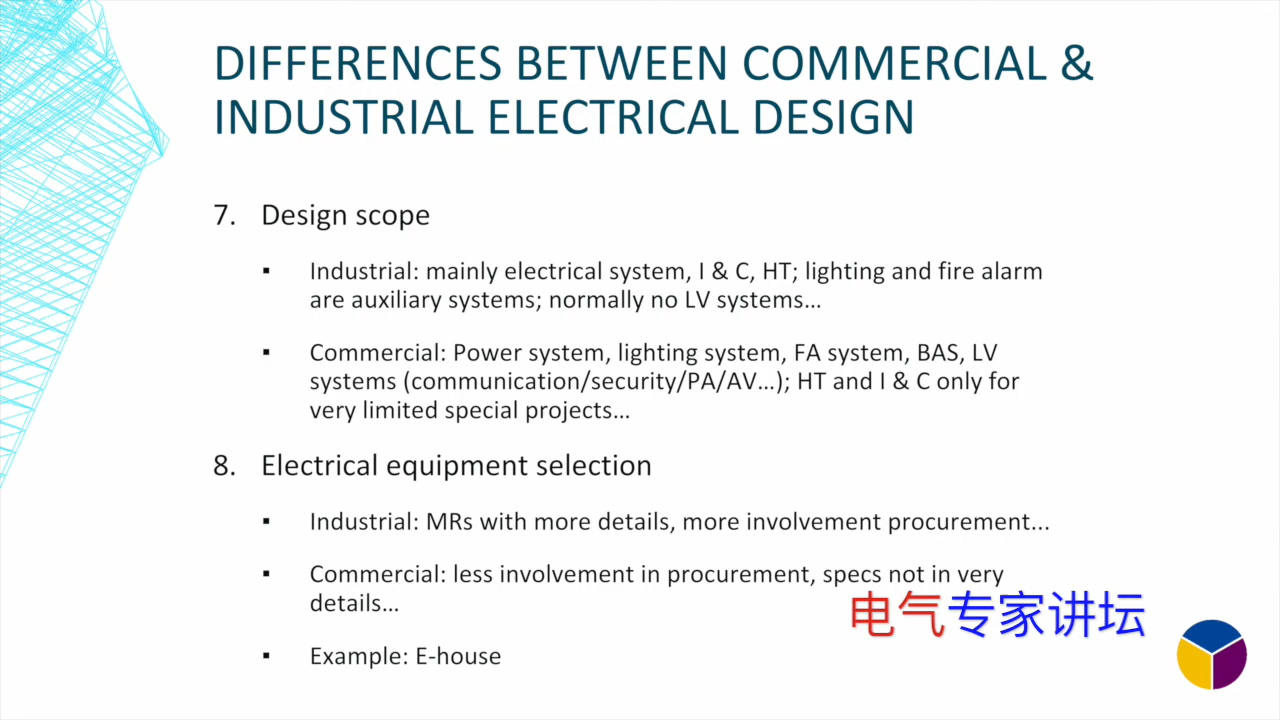 DIFFERENCES BETWEEN COMMERCIAL &
INDUSTRIAL ELECTRICAL DESIGN
7. Design scope
▪ Industrial: mainly electrical system, I & C, HT; lighting and fire alarm
are auxiliary systems; normally no LV systems...
▪ Commercial: Power system, lighting system, FA system, BAS, LV
systems (communication/security/PA/AV...); HT and I & C only for
very limited special projects...
8. Electrical equipment selection
▪ Industrial: MRs with more details, more involvement procurement...
▪ Commercial: less involvement in procurement, specs not in very
details...
电气专家讲坛
▪ Example: E-house